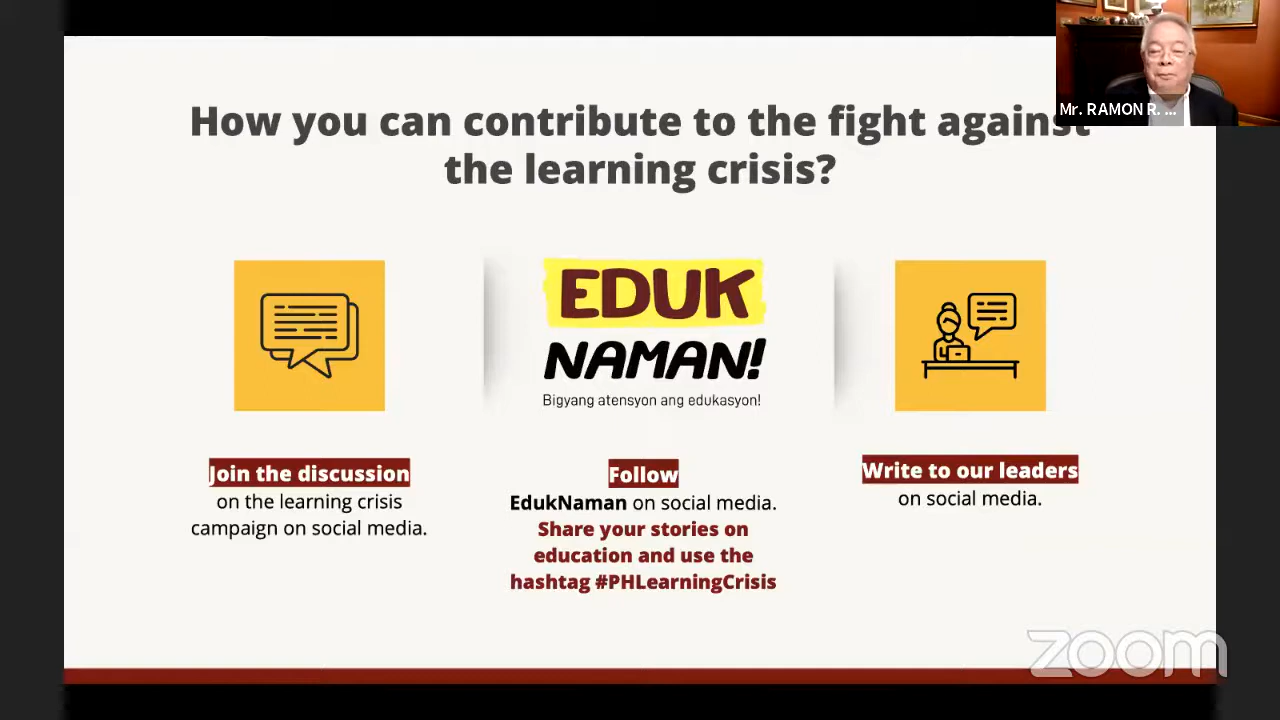 Mr. RAMON R. ...
How you can contribute to the fight against
the learning crisis?
EDUK
NAMAN!
Bigyang atensyon ang edukasyon!
Join the discussion
on the learning crisis
campaign on social media.
Follow
EdukNaman on social media.
Share your stories on
education and use the
hashtag #PHLearningCrisis
Write to our leaders
on social media.
zoom